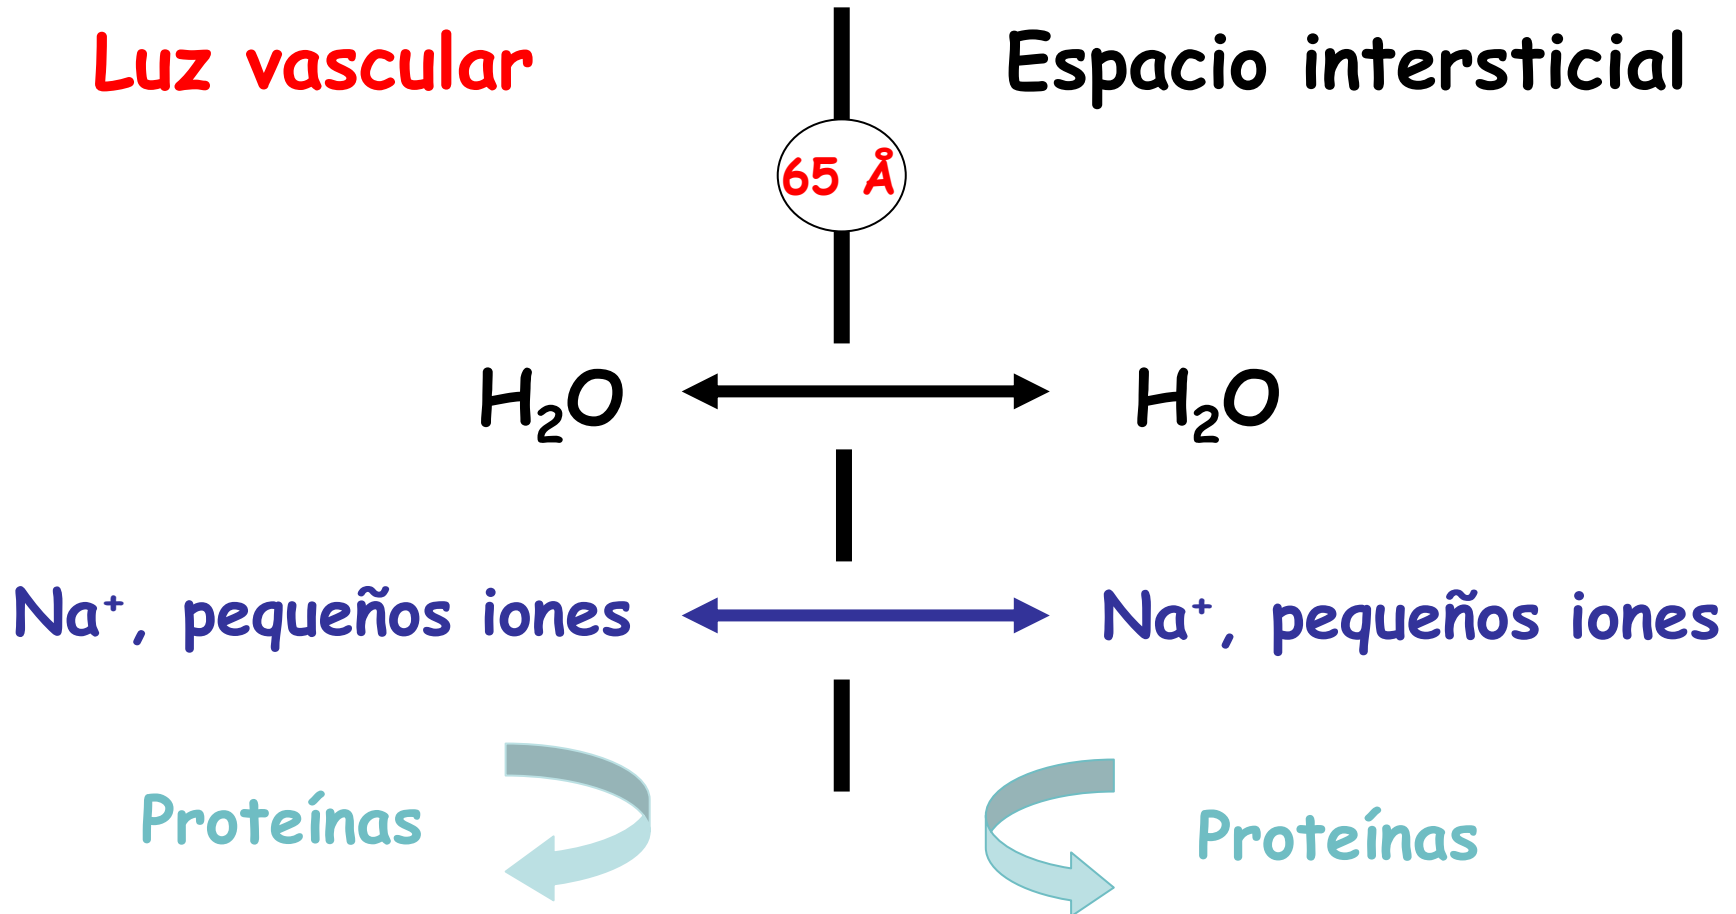 Luz vascular
Espacio intersticial
65 Å
H₂O
H₂O
Na⁺, pequeños iones
Na⁺, pequeños iones
Proteínas
Proteínas